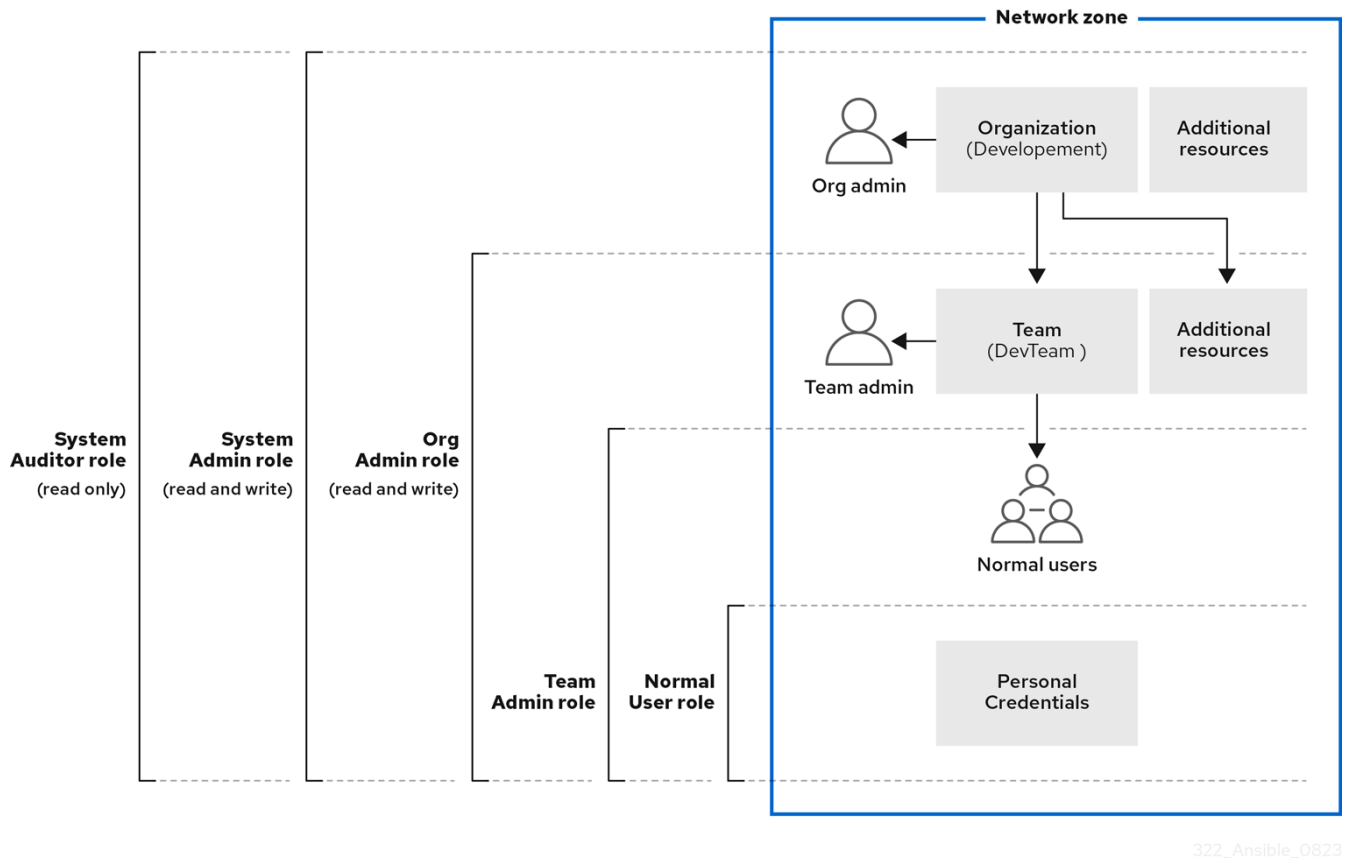 Network zone
Organization
(Developement)
Additional
resources
Org admin
Team
(DevTeam )
Additional
resources
Team admin
System
Auditor role
(read only)
System
Admin role
(read and write)
Org
Admin role
(read and write)
Normal users
Team
Admin role
Normal
User role
Personal
Credentials
322_Ansible_0823